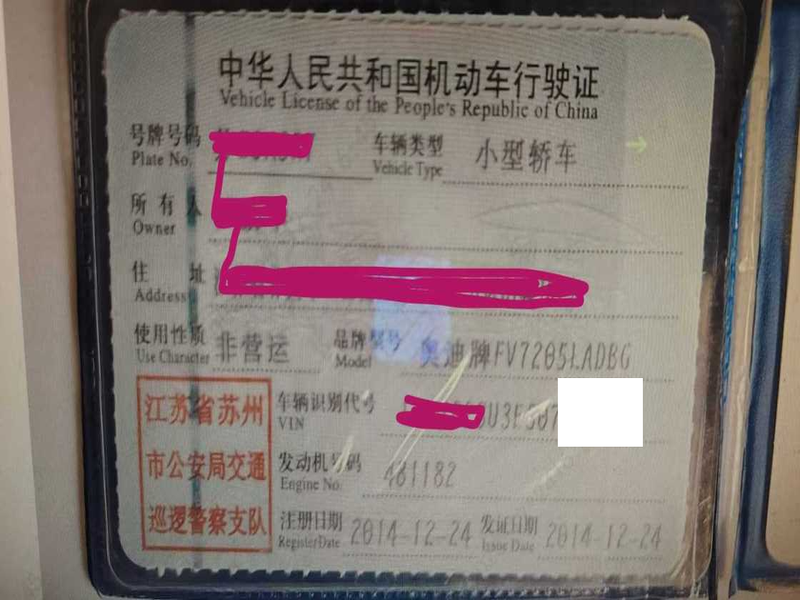 中华人民共和国机动车行驶证
Vehicle License of the People's Republic of China
号牌号码
Plate No.
车辆类型 小型轿车
Vehicle Type
所有人
Owner
住址
Address
使用性质 非营运
Use Character
品牌型号 奥迪牌FV7205LADBG
Model
江苏省苏州
市公安局交通
巡逻警察支队
车辆识别代号
VIN
发动机号码 481182
Engine No.
注册日期 2014-12-24 发证日期 2014-12-24
Register Date Issue Date